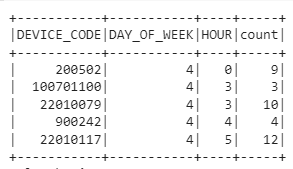 +-----------+-----------+----+-----+
|DEVICE_CODE|DAY_OF_WEEK|HOUR|count|
+-----------+-----------+----+-----+
|     200502|          4|   0|    9|
|  100701100|          4|   3|    3|
|   22010079|          4|   3|   10|
|     900242|          4|   4|    4|
|   22010117|          4|   5|   12|
+-----------+-----------+----+-----+